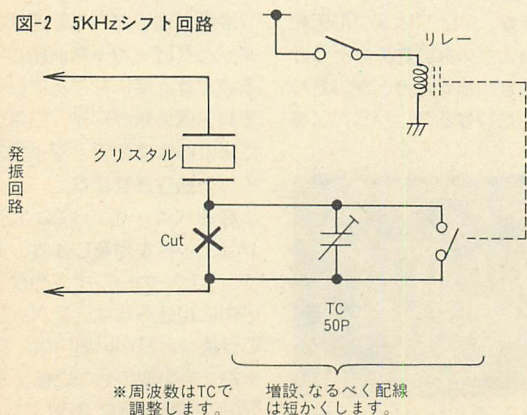 図-2 5KHzシフト回路
リレー
発振回路
クリスタル
Cut
TC
50P
※周波数はTCで
調整します。
増設、なるべく配線
は短かくします。